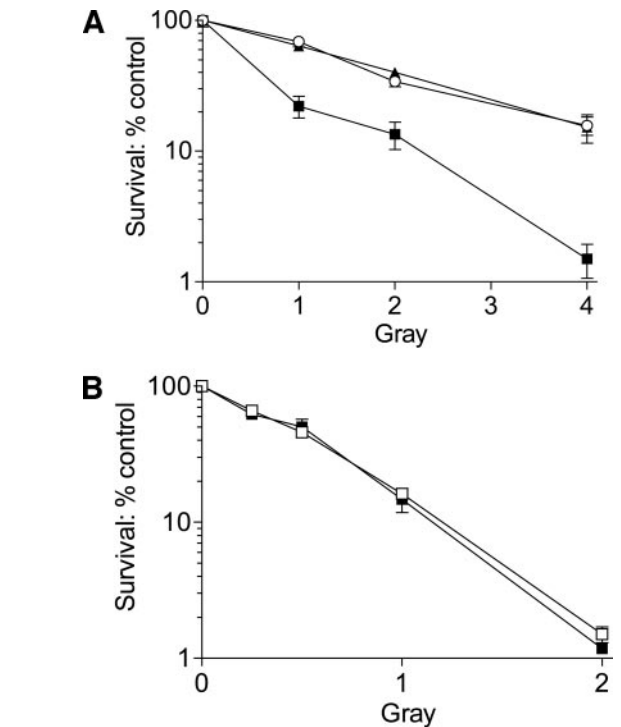 A
100
10
1
Survival: % control
0 1 2 3 4
Gray
B
100
10
1
Survival: % control
0 1 2
Gray